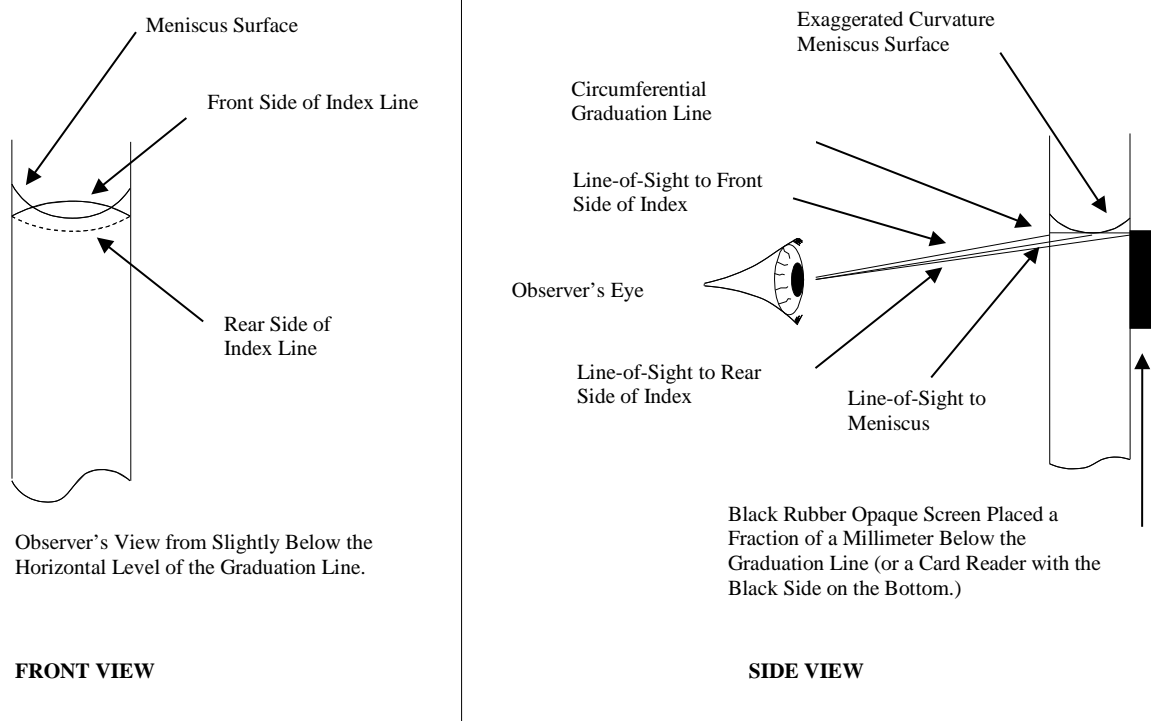 Meniscus Surface
Front Side of Index Line
Rear Side of
Index Line
Observer’s View from Slightly Below the
Horizontal Level of the Graduation Line.
FRONT VIEW
Exaggerated Curvature
Meniscus Surface
Circumferential
Graduation Line
Line-of-Sight to Front
Side of Index
Observer’s Eye
Line-of-Sight to Rear
Side of Index
Line-of-Sight to
Meniscus
Black Rubber Opaque Screen Placed a
Fraction of a Millimeter Below the
Graduation Line (or a Card Reader with the
Black Side on the Bottom.)
SIDE VIEW